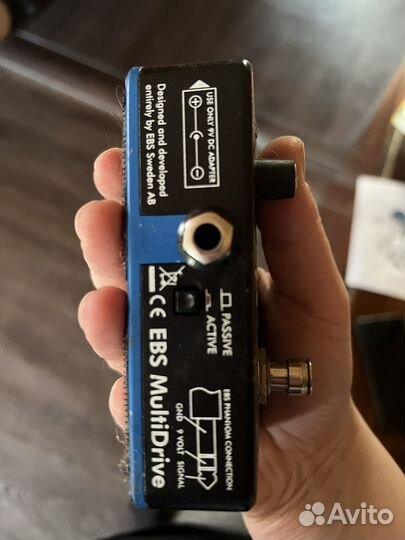 USE ONLY 9V DC ADAPTER
Designed and developed
entirely by EBS Sweden AB
PASSIVE
ACTIVE
CE EBS MultiDrive
EBS PHANTOM CONNECTION
GND 9 VOLT SIGNAL
Avito